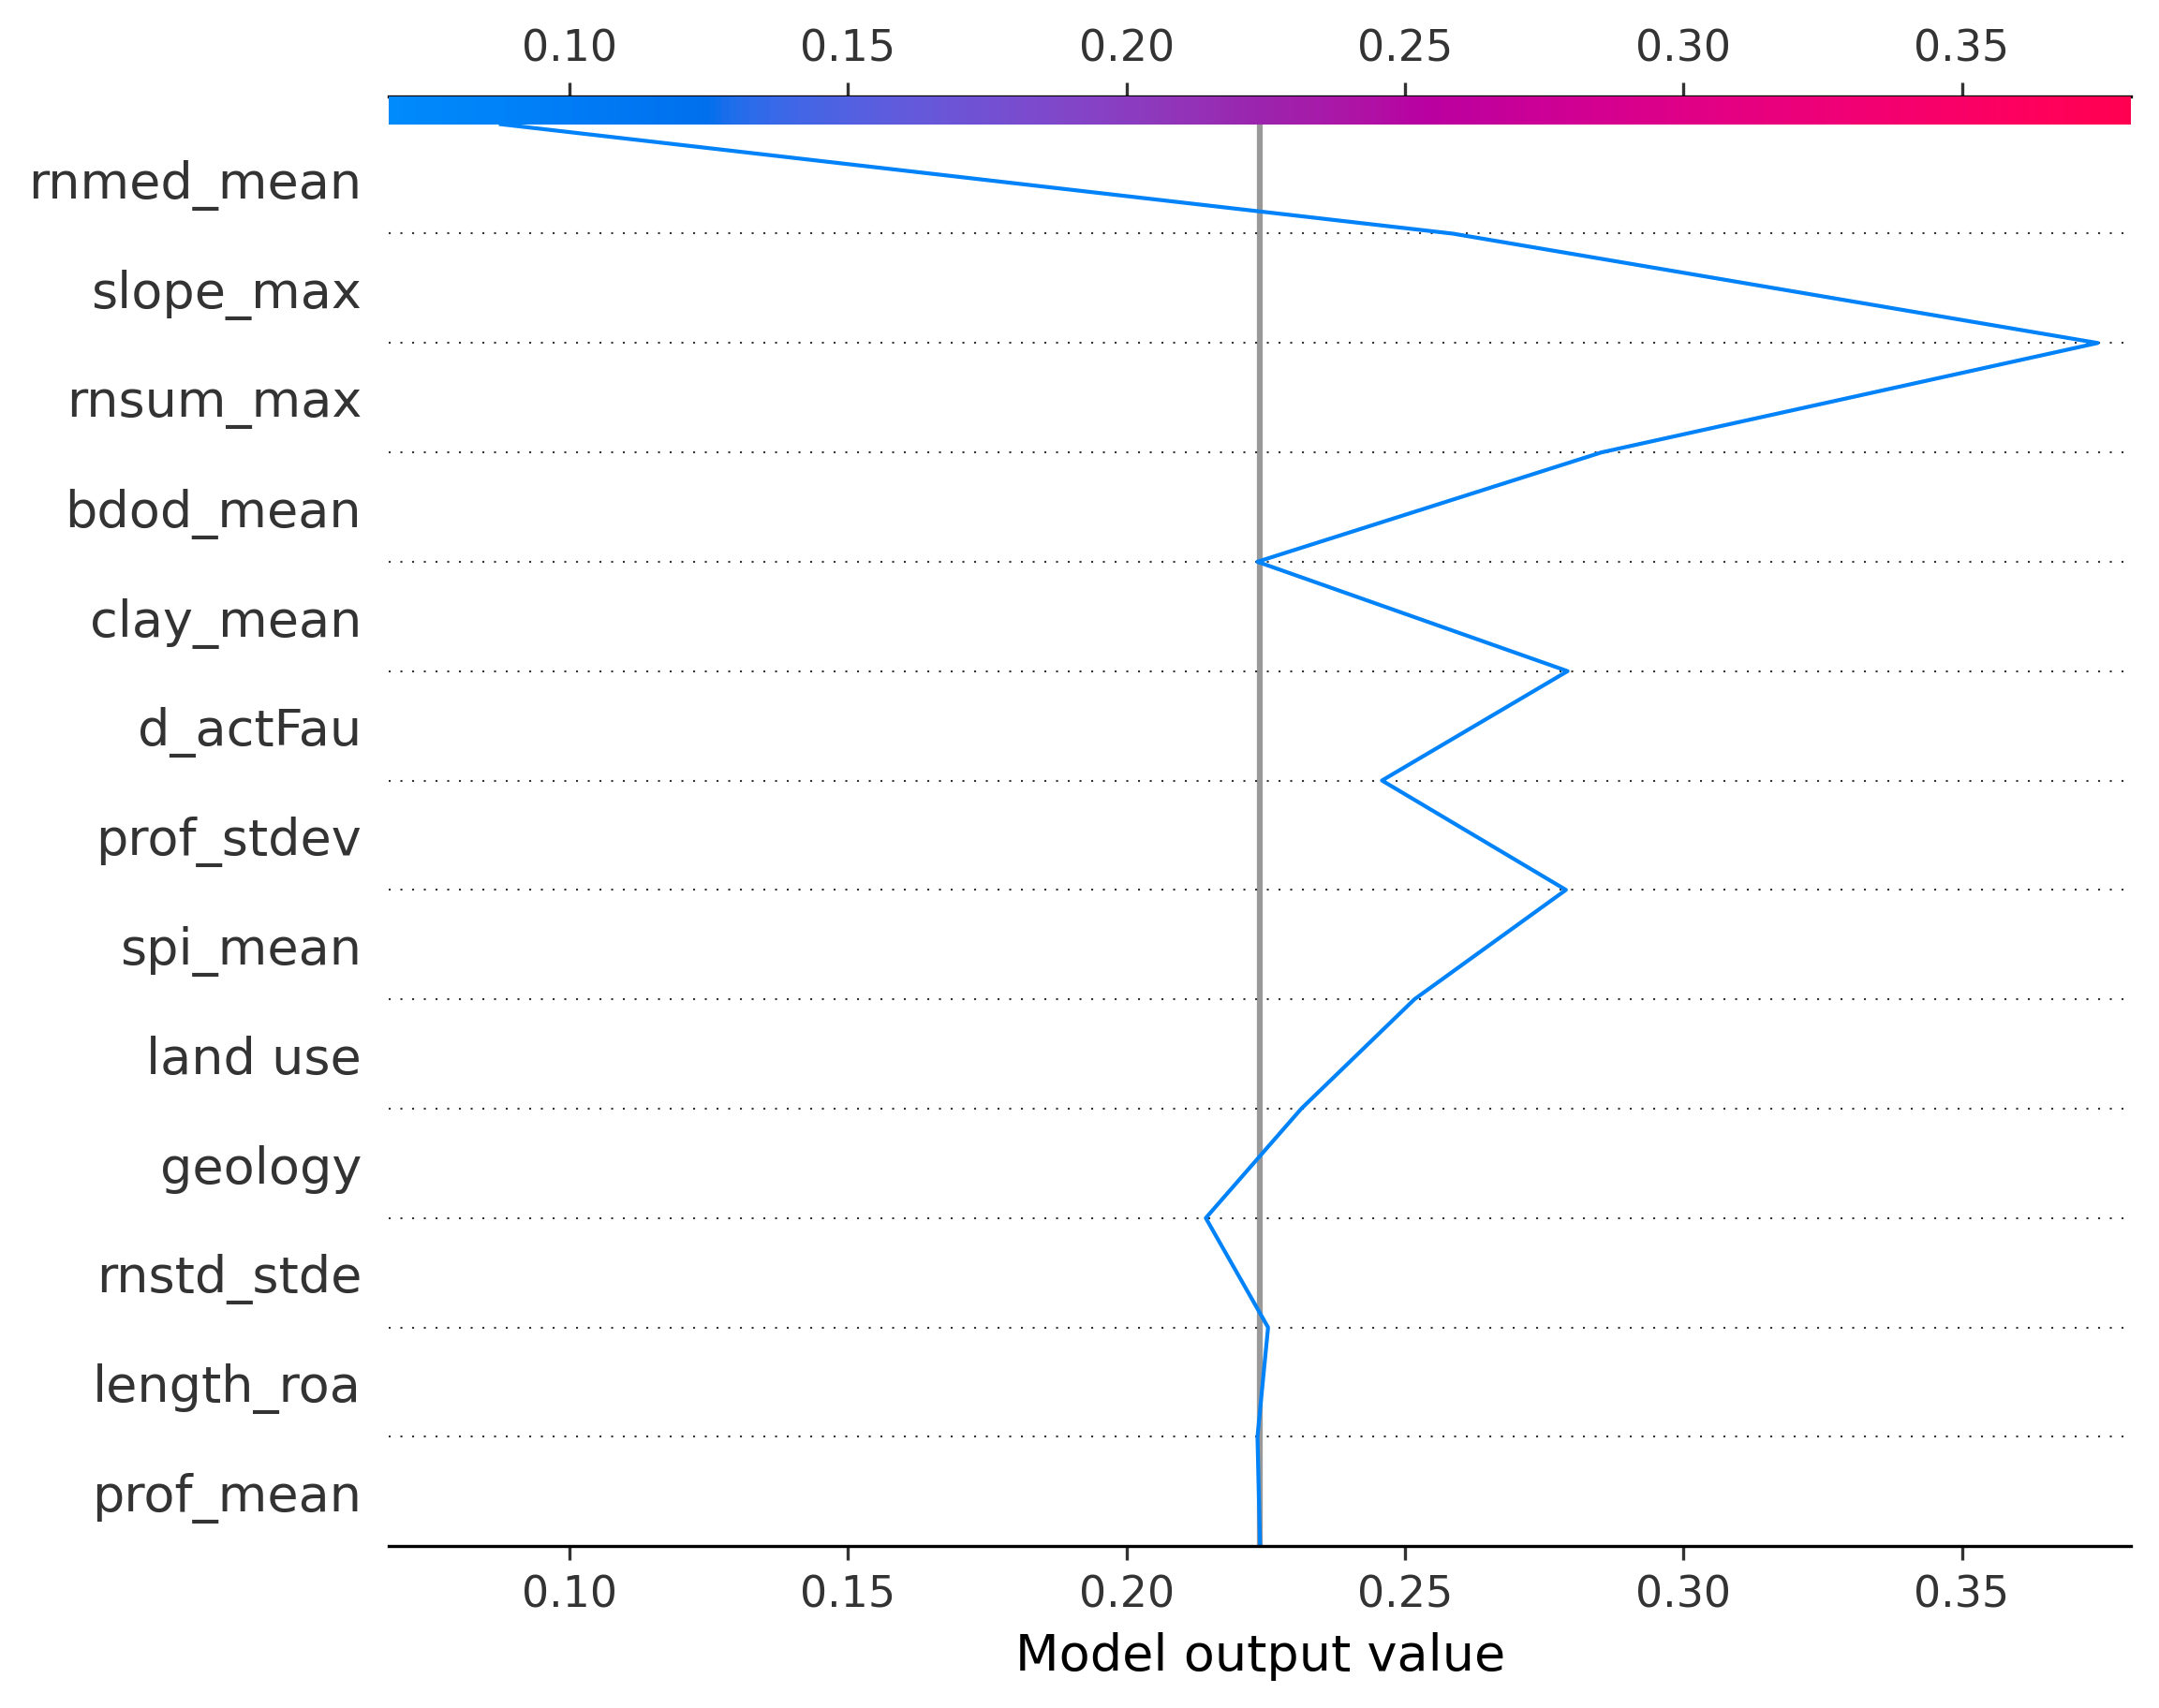 0.10 0.15 0.20 0.25 0.30 0.35
rnmed_mean
slope_max
rnsum_max
bdod_mean
clay_mean
d_actFau
prof_stdev
spi_mean
land use
geology
rnstd_stde
length_roa
prof_mean
0.10 0.15 0.20 0.25 0.30 0.35
Model output value